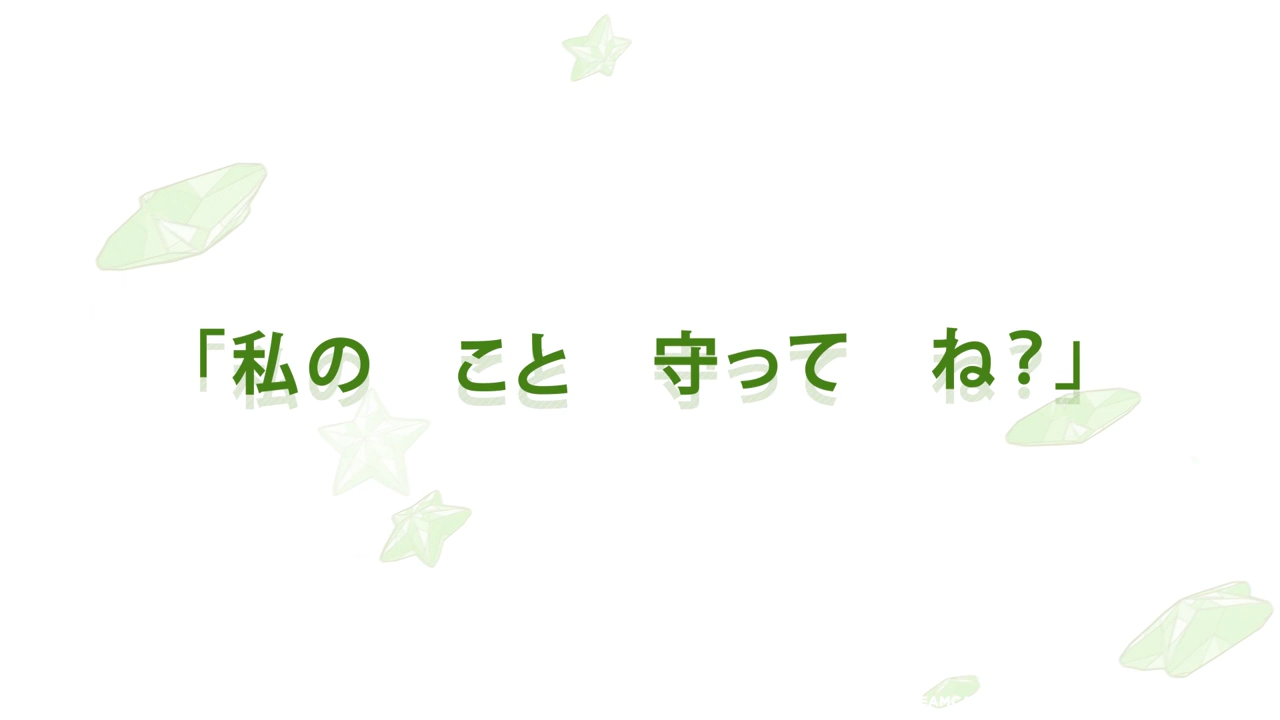 「私の　こと　守って　ね？」